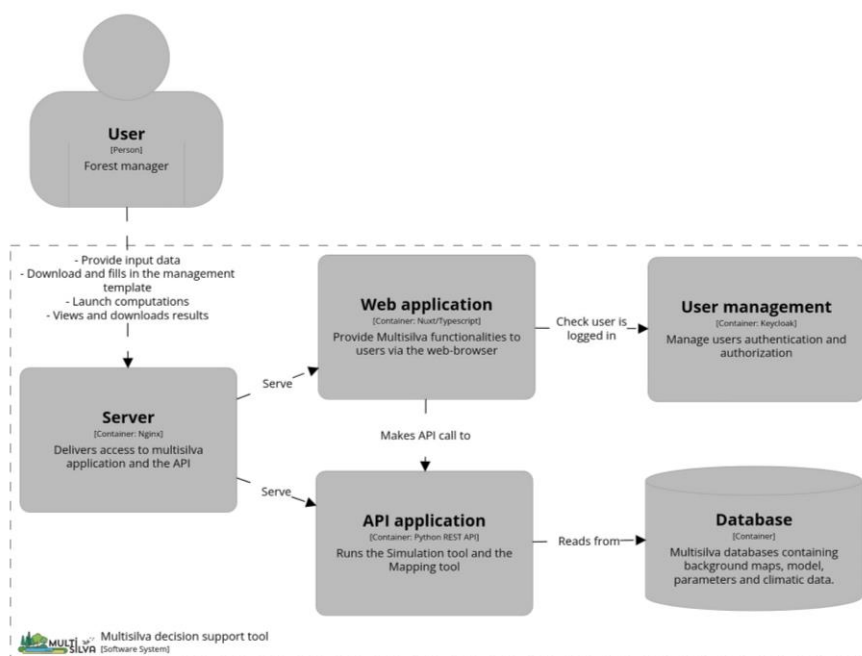 User
[Person]
Forest manager
- Provide input data
- Download and fills in the management
template
- Launch computations
- Views and downloads results
Web application
[Container: Nuxt/Typescript]
Provide Multisilva functionalities to
users via the web-browser
Check user is
logged in
User management
[Container: Keycloak]
Manage users authentication and
authorization
Serve
Server
[Container: Nginx]
Delivers access to multisilva
application and the API
Makes API call to
Serve
API application
[Container: Python REST API]
Runs the Simulation tool and the
Mapping tool
Reads from
Database
[Container]
Multisilva databases containing
background maps, model,
parameters and climatic data.
MULTI
SILVA
Multisilva decision support tool
[Software System]